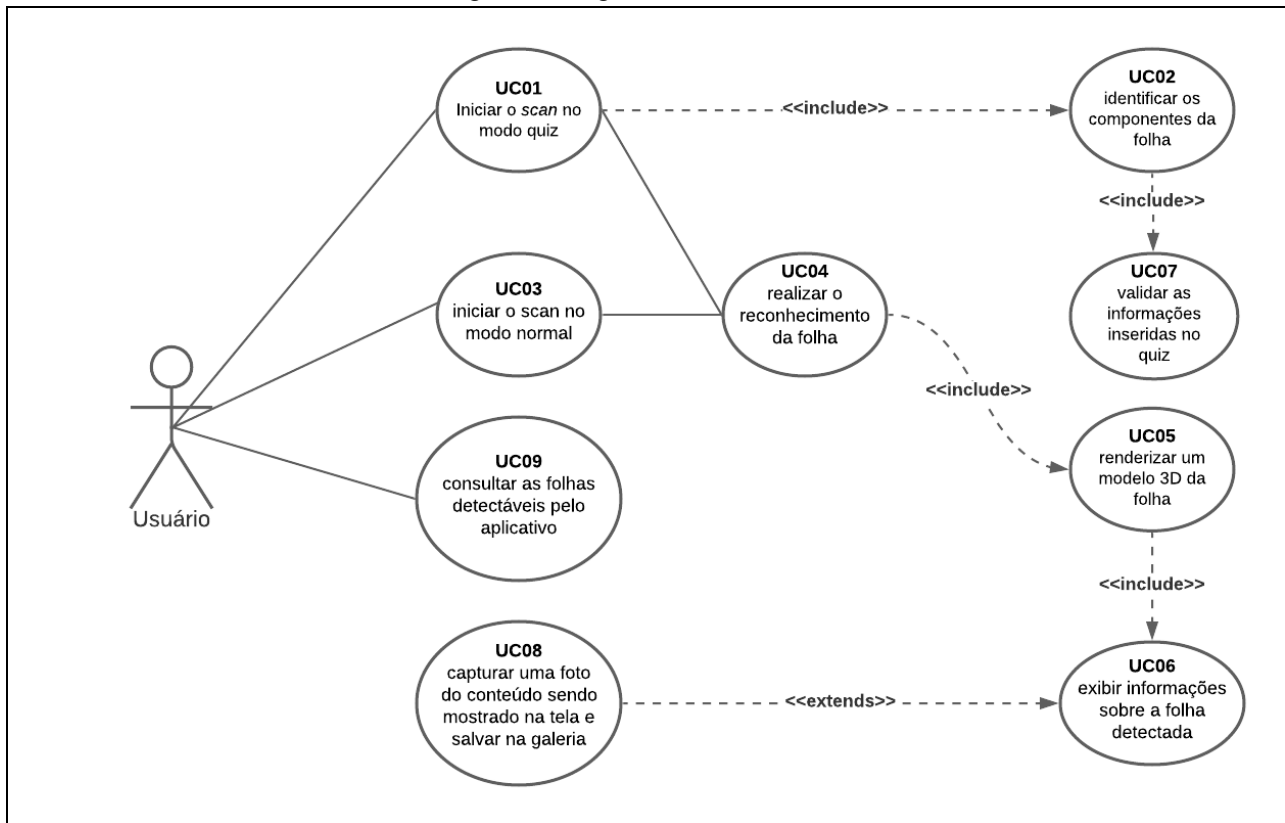 UC01
Iniciar o scan no
modo quiz
<<include>>
UC02
identificar os
componentes da
folha
<<include>>
UC03
iniciar o scan no
modo normal
UC04
realizar o
reconhecimento
da folha
UC07
validar as
informações
inseridas no
quiz
<<include>>
Usuário
UC09
consultar as folhas
detectáveis pelo
aplicativo
UC05
renderizar um
modelo 3D da
folha
<<include>>
UC08
capturar uma foto
do conteúdo sendo
mostrado na tela e
salvar na galeria
<<extends>>
UC06
exibir informações
sobre a folha
detectada